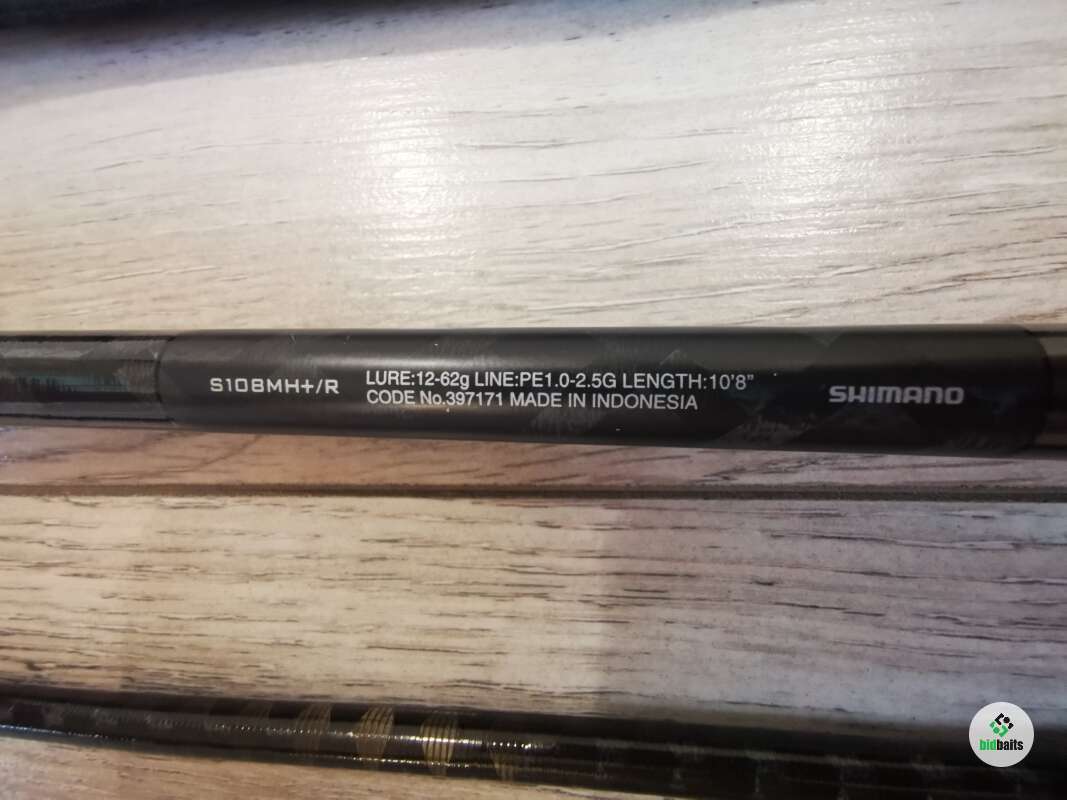 S108MH+/R
LURE:12-62g LINE:PE1.0-2.5G LENGTH:10'8"
CODE No.397171 MADE IN INDONESIA
SHIMANO
bidbaits